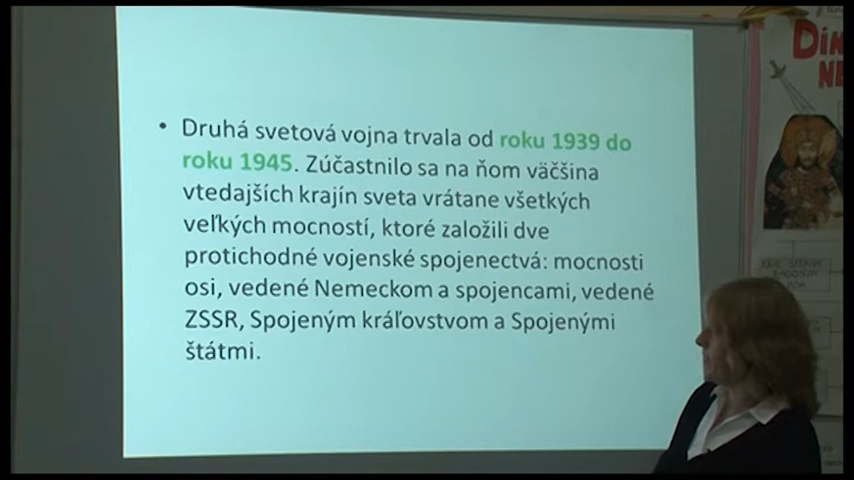 • Druhá svetová vojna trvala od roku 1939 do
roku 1945. Zúčastnilo sa na ňom väčšina
vtedajších krajín sveta vrátane všetkých
veľkých mocností, ktoré založili dve
protichodné vojenské spojenectvá: mocnosti
osi, vedené Nemeckom a spojencami, vedené
ZSSR, Spojeným kráľovstvom a Spojenými
štátmi.